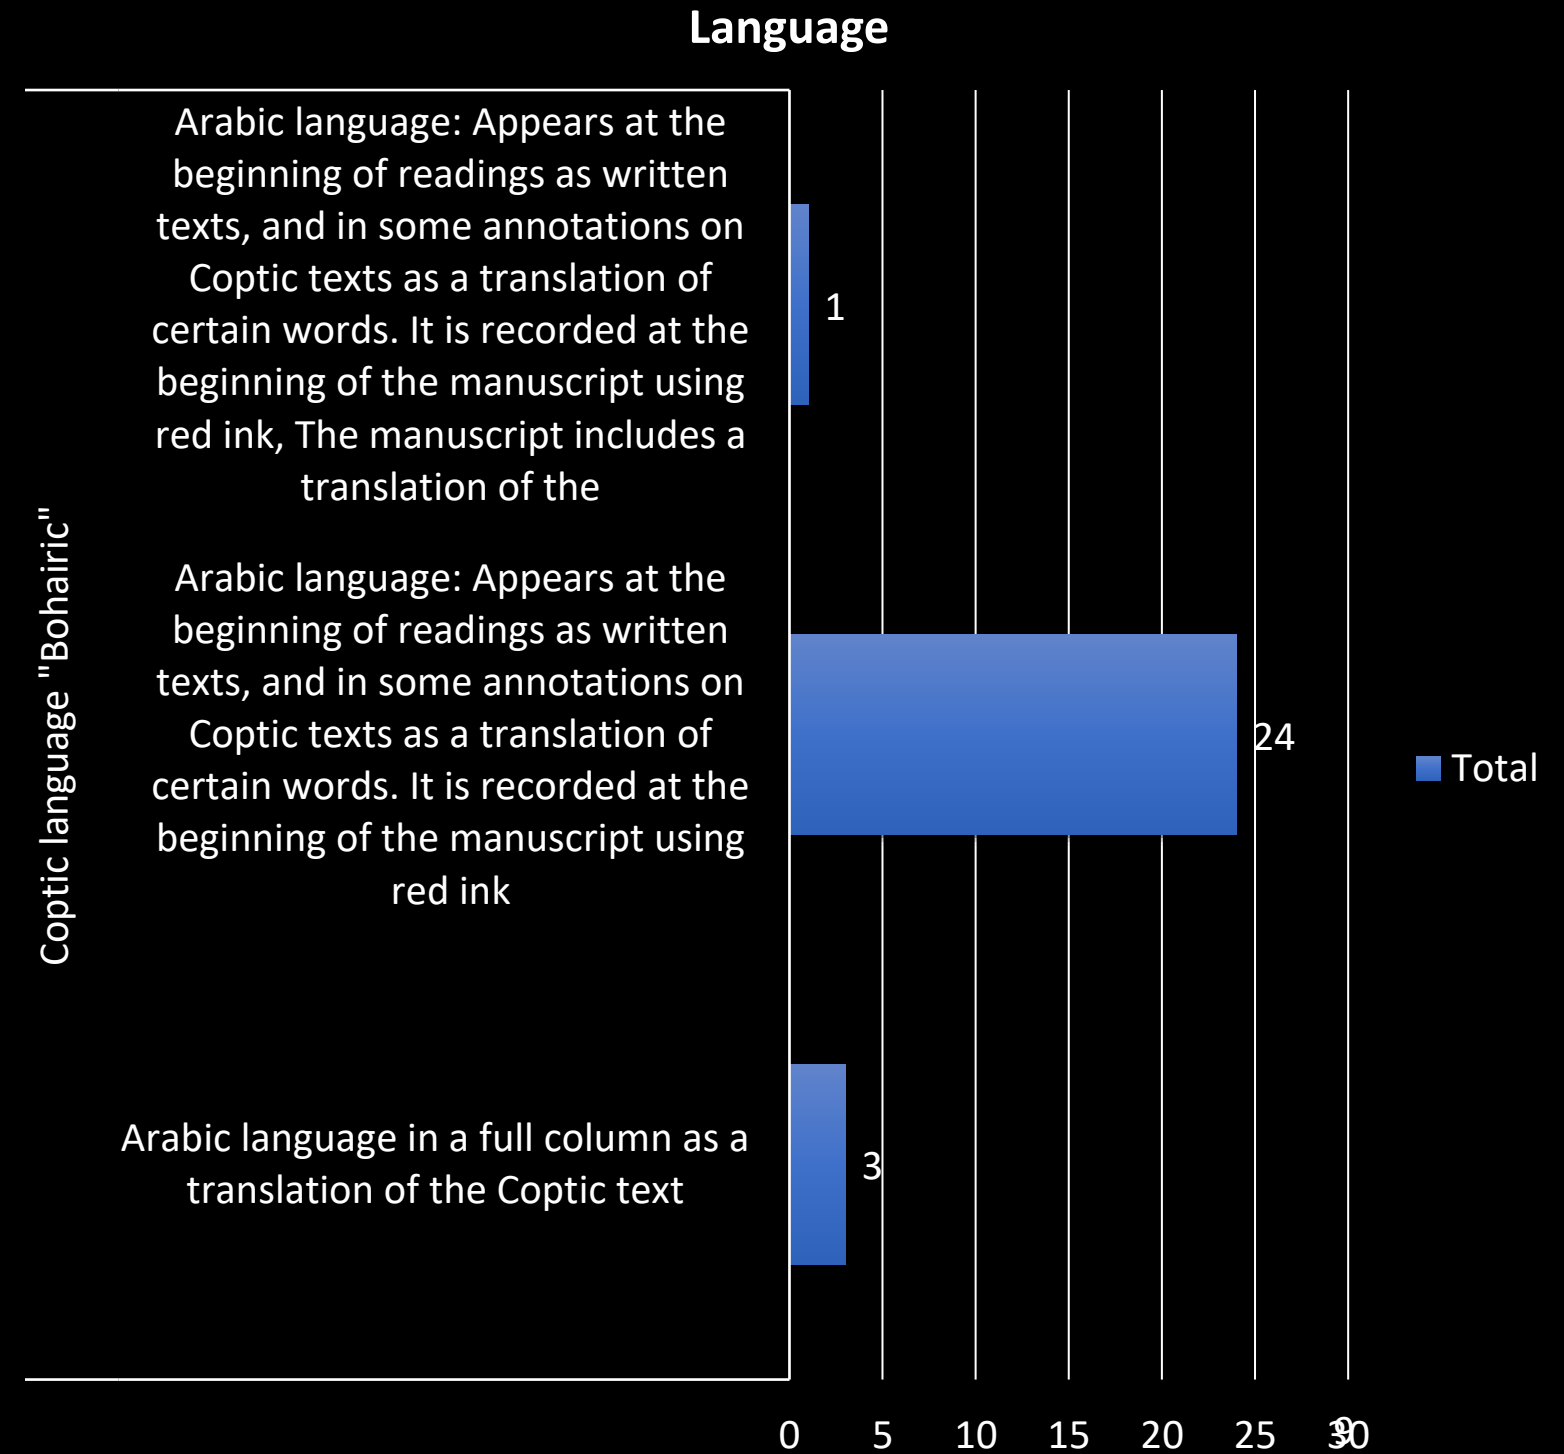 Language
Arabic language: Appears at the
beginning of readings as written
texts, and in some annotations on
Coptic texts as a translation of
certain words. It is recorded at the
beginning of the manuscript using
red ink, The manuscript includes a
translation of the
1
Coptic language "Bohairic"
Arabic language: Appears at the
beginning of readings as written
texts, and in some annotations on
Coptic texts as a translation of
certain words. It is recorded at the
beginning of the manuscript using
red ink
24
Total
Arabic language in a full column as a
translation of the Coptic text
3
0 5 10 15 20 25 30
9